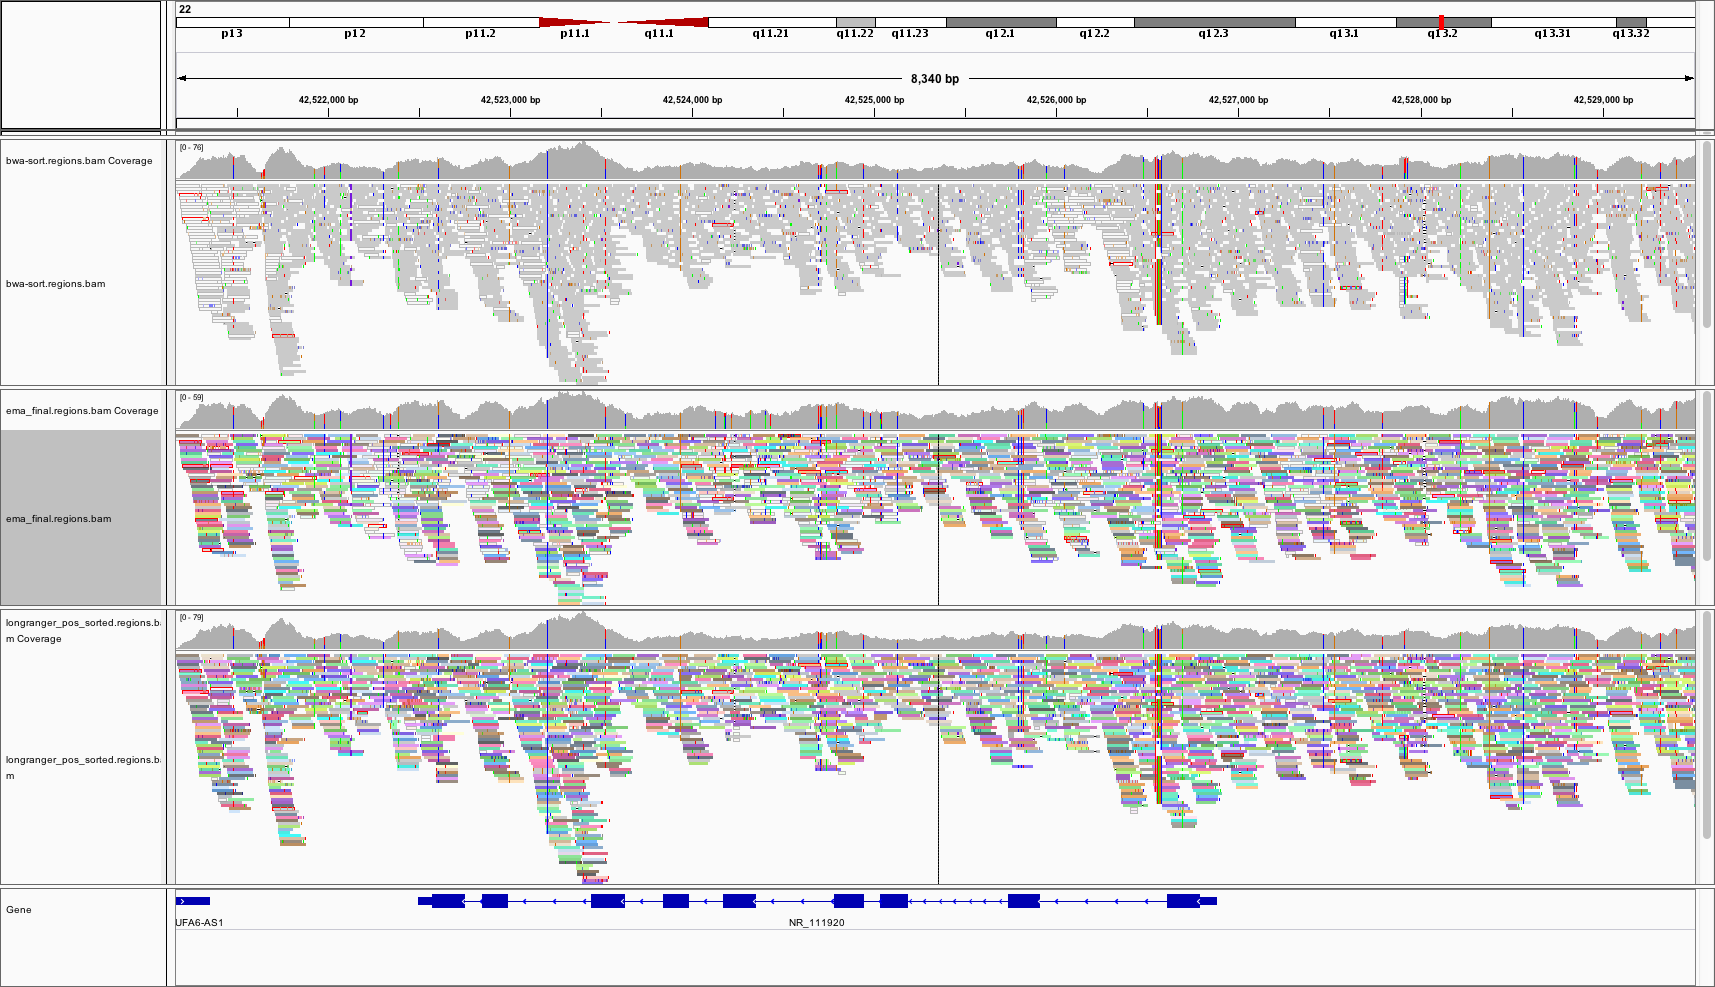 22
p13 p12 p11.2 p11.1 q11.1 q11.21 q11.22 q11.23 q12.1 q12.2 q12.3 q13.1 q13.2 q13.31 q13.32
8,340 bp
42,522,000 bp 42,523,000 bp 42,524,000 bp 42,525,000 bp 42,526,000 bp 42,527,000 bp 42,528,000 bp 42,529,000 bp
[0 - 76]
bwa-sort.regions.bam Coverage
bwa-sort.regions.bam
[0 - 59]
ema_final.regions.bam Coverage
ema_final.regions.bam
[0 - 79]
longranger_pos_sorted.regions.ba
m Coverage
longranger_pos_sorted.regions.ba
m
Gene
UFA6-AS1 NR_111920